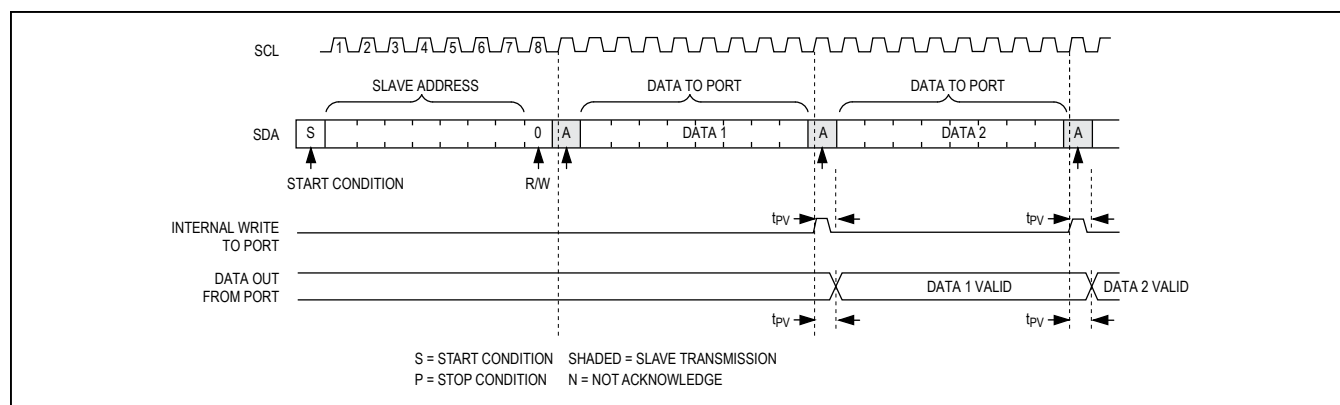 SCL 1 2 3 4 5 6 7 8
SLAVE ADDRESS DATA TO PORT DATA TO PORT
SDA S 0 A DATA 1 A DATA 2 A
START CONDITION R/W
tPV tPV
INTERNAL WRITE
TO PORT
DATA OUT
FROM PORT
DATA 1 VALID DATA 2 VALID
tPV tPV
S = START CONDITION SHADED = SLAVE TRANSMISSION
P = STOP CONDITION N = NOT ACKNOWLEDGE